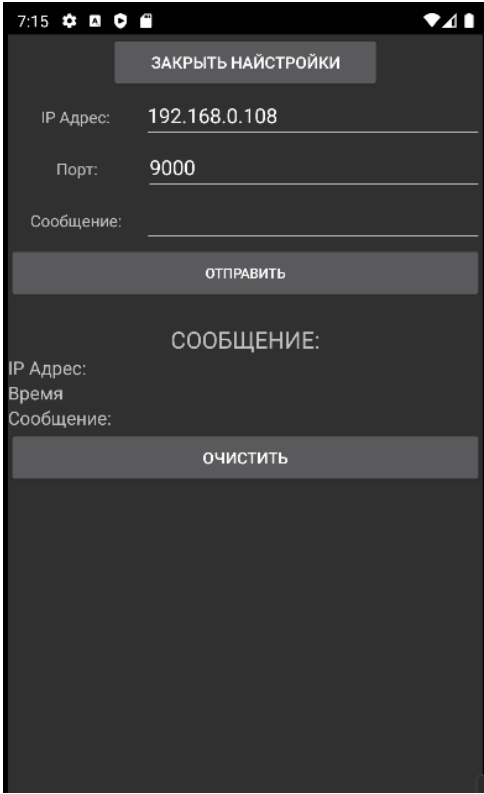 7:15
ЗАКРЫТЬ НАЙСТРОЙКИ
IP Адрес: 192.168.0.108
Порт: 9000
Сообщение:
ОТПРАВИТЬ
СООБЩЕНИЕ:
IP Адрес:
Время
Сообщение:
ОЧИСТИТЬ